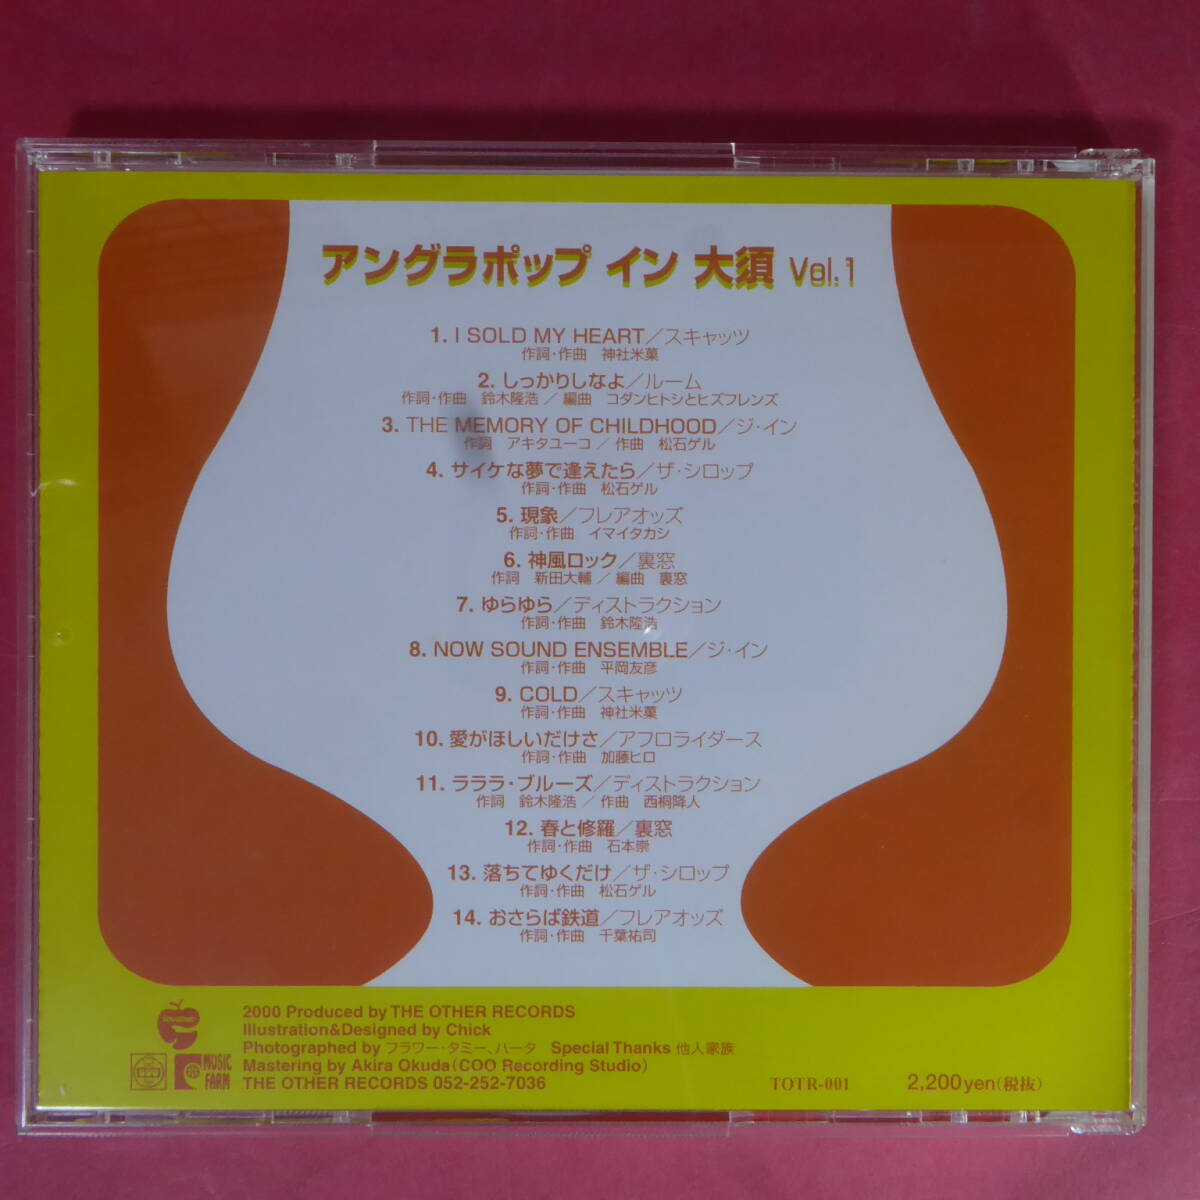 アングラポップ イン 大須 Vol.1
1. I SOLD MY HEART／スキャッツ
作詞・作曲　神社米菓
2. しっかりしなよ／ルーム
作詞・作曲　鈴木隆浩 ／ 編曲　コダンヒトシとヒズフレンズ
3. THE MEMORY OF CHILDHOOD／ジ・イン
作詞　アキタユーコ ／ 作曲　松石ゲル
4. サイケな夢で逢えたら／ザ・シロップ
作詞・作曲　松石ゲル
5. 現象／フレアオッズ
作詞・作曲　イマイタカシ
6. 神風ロック／裏窓
作詞　新田大輔 ／ 編曲　裏窓
7. ゆらゆら／ディストラクション
作詞・作曲　鈴木隆浩
8. NOW SOUND ENSEMBLE／ジ・イン
作詞・作曲　平岡友彦
9. COLD／スキャッツ
作詞・作曲　神社米菓
10. 愛がほしいだけさ／アフロライダース
作詞・作曲　加藤ヒロ
11. ラララ・ブルーズ／ディストラクション
作詞　鈴木隆浩 ／ 作曲　西桐降人
12. 春と修羅／裏窓
作詞・作曲　石本崇
13. 落ちてゆくだけ／ザ・シロップ
作詞・作曲　松石ゲル
14. おさらば鉄道／フレアオッズ
作詞・作曲　千葉祐司
2000 Produced by THE OTHER RECORDS
Illustration&Designed by Chick
Photographed by フラワー・タミー、ハータ　Special Thanks 他人家族
Mastering by Akira Okuda(COO Recording Studio)
THE OTHER RECORDS 052-252-7036
MUSIC FARM
TOTR-001
2,200yen(税抜)